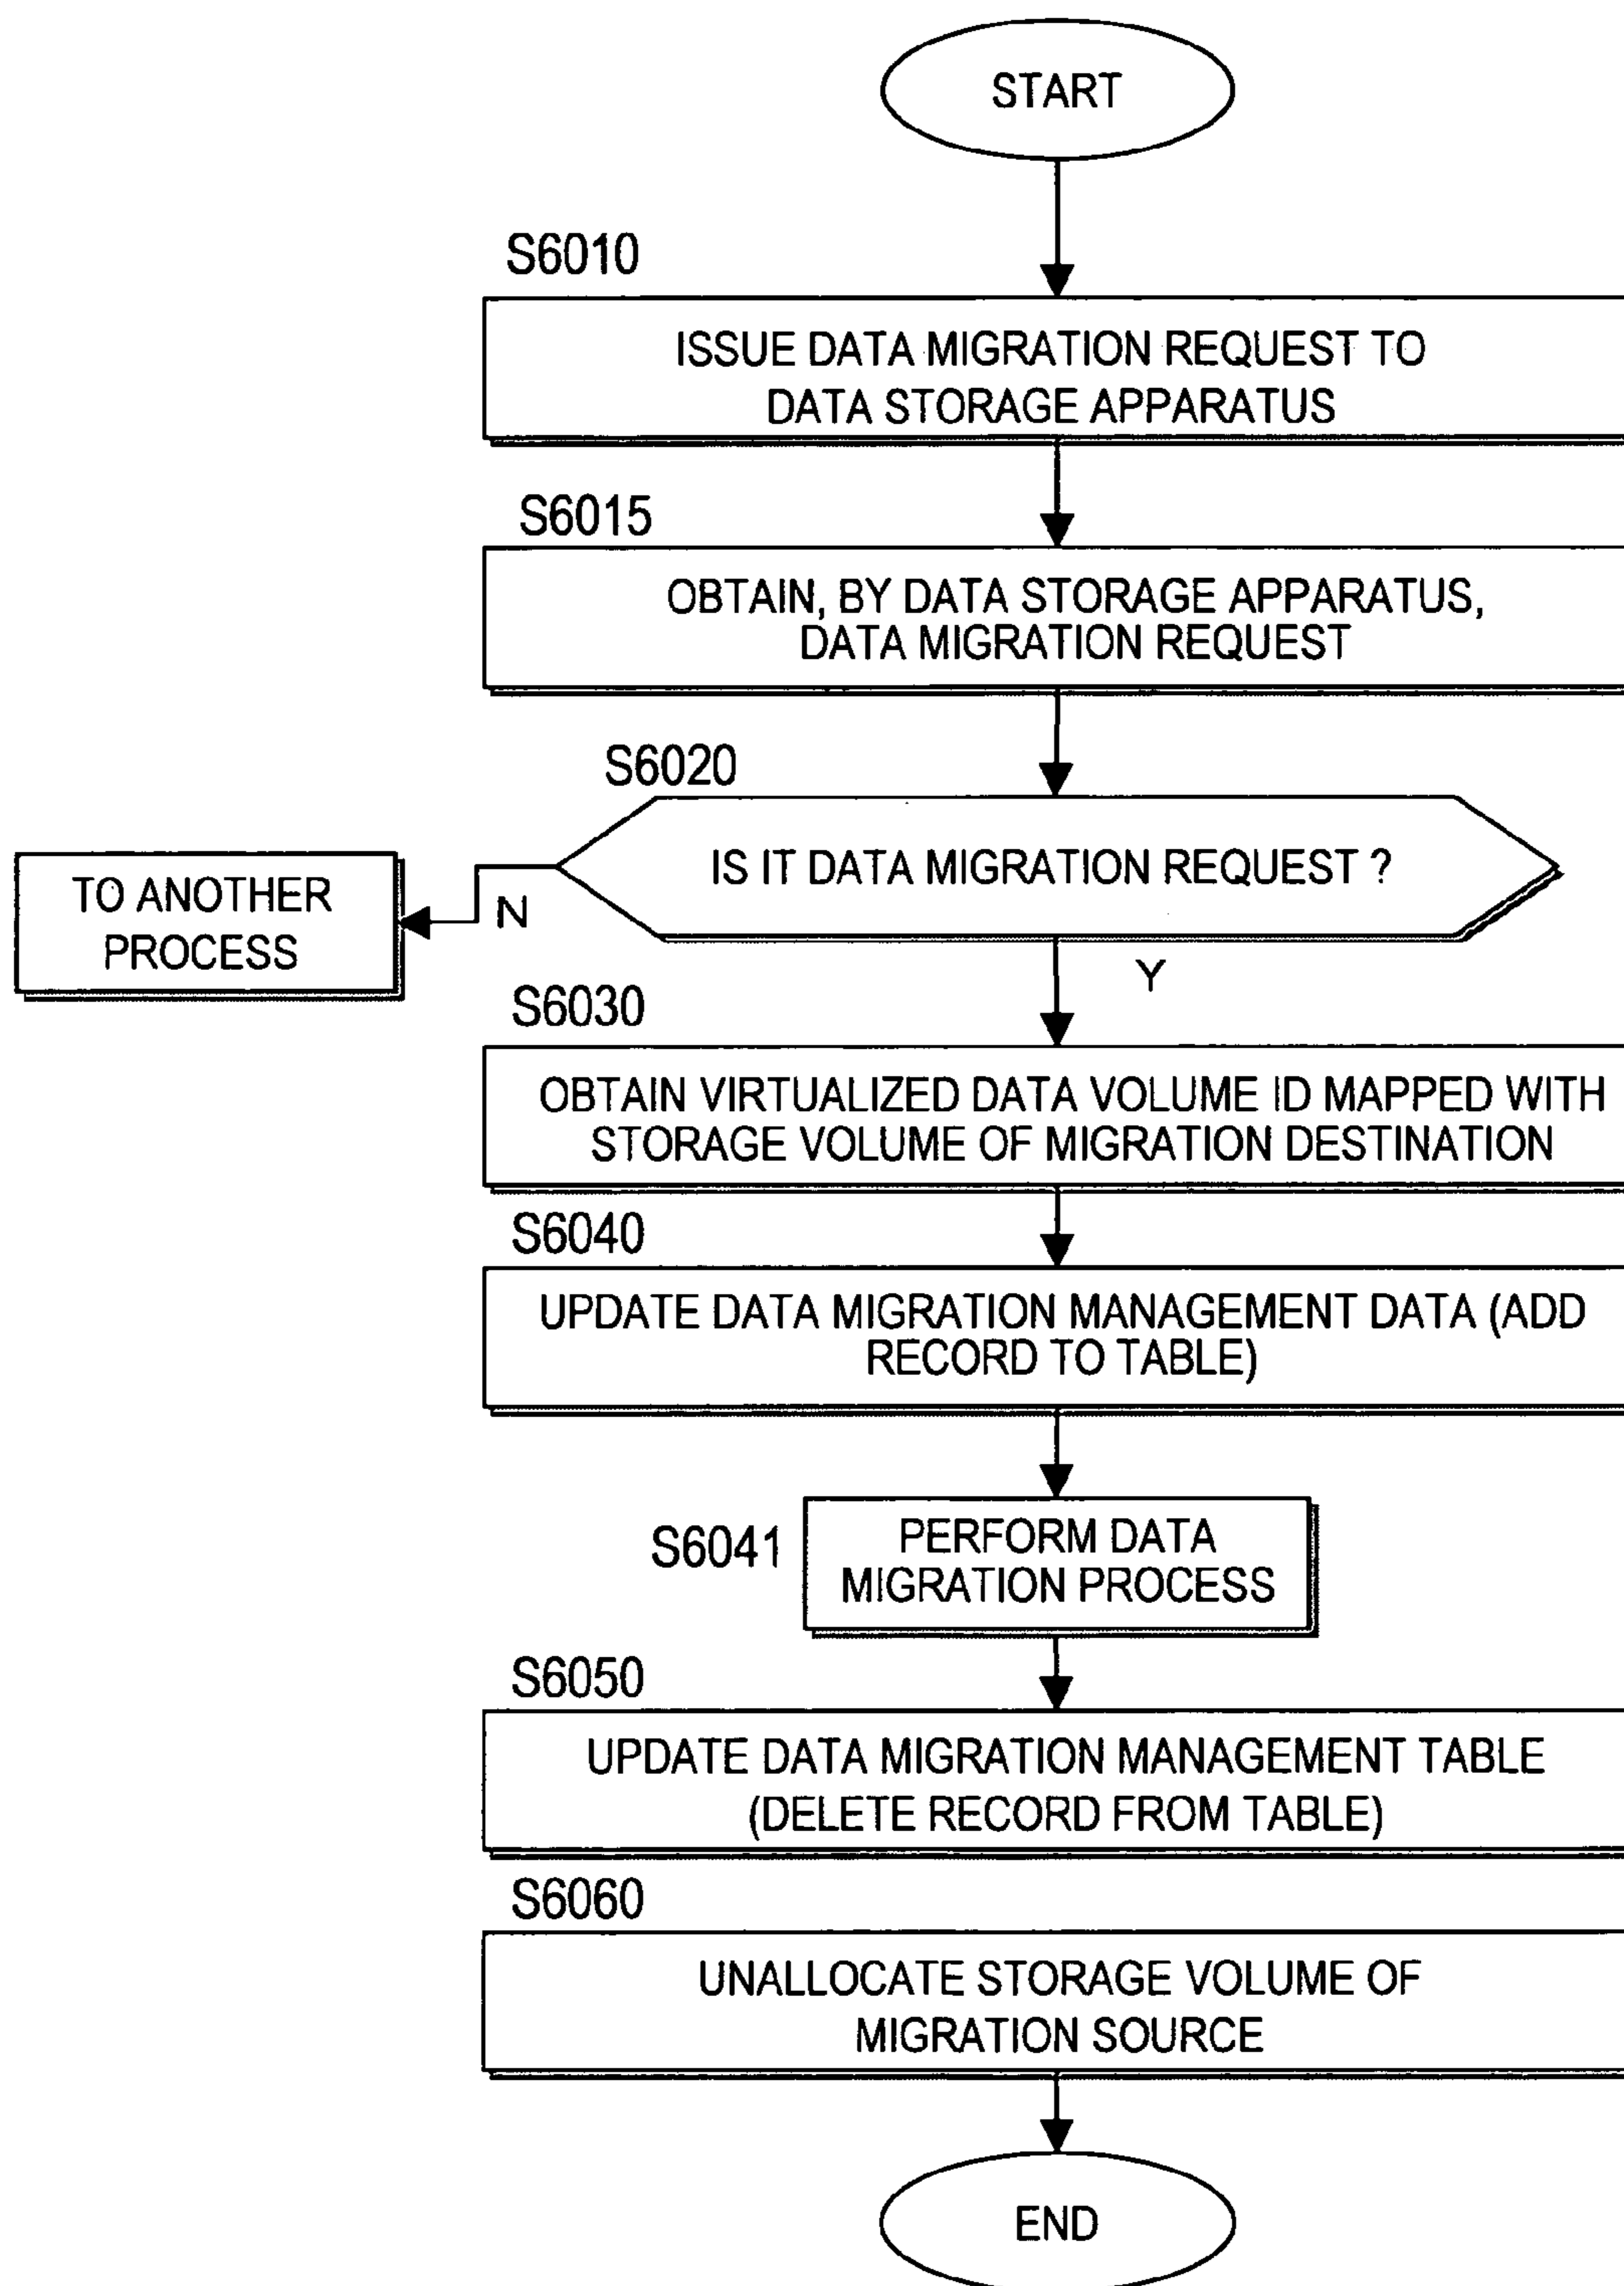 START
S6010
ISSUE DATA MIGRATION REQUEST TO
DATA STORAGE APPARATUS
S6015
OBTAIN, BY DATA STORAGE APPARATUS,
DATA MIGRATION REQUEST
S6020
IS IT DATA MIGRATION REQUEST ?
TO ANOTHER
PROCESS
N
Y
S6030
OBTAIN VIRTUALIZED DATA VOLUME ID MAPPED WITH
STORAGE VOLUME OF MIGRATION DESTINATION
S6040
UPDATE DATA MIGRATION MANAGEMENT DATA (ADD
RECORD TO TABLE)
S6041
PERFORM DATA
MIGRATION PROCESS
S6050
UPDATE DATA MIGRATION MANAGEMENT TABLE
(DELETE RECORD FROM TABLE)
S6060
UNALLOCATE STORAGE VOLUME OF
MIGRATION SOURCE
END